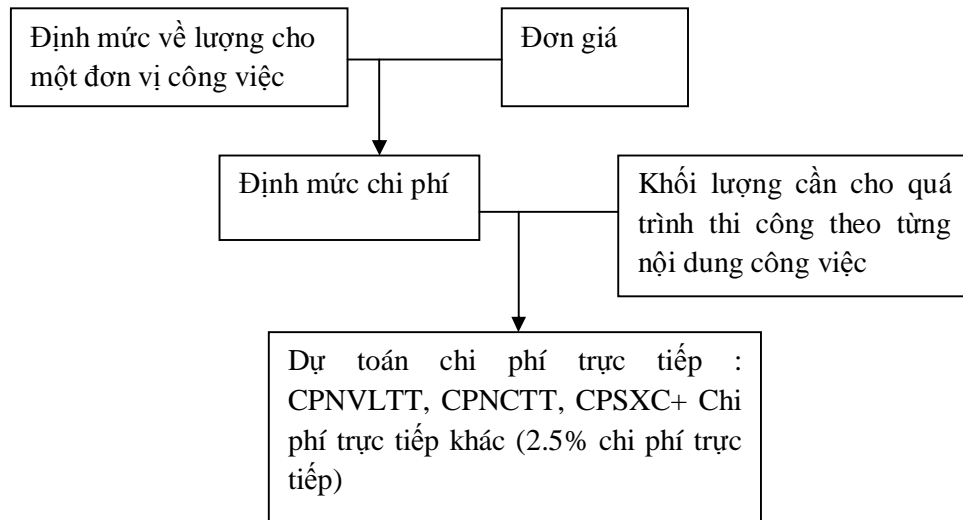 Định mức về lượng cho
một đơn vị công việc
Đơn giá
Định mức chi phí
Khối lượng cần cho quá
trình thi công theo từng
nội dung công việc
Dự toán chi phí trực tiếp :
CPNVLTT, CPNCTT, CPSXC+ Chi
phí trực tiếp khác (2.5% chi phí trực
tiếp)